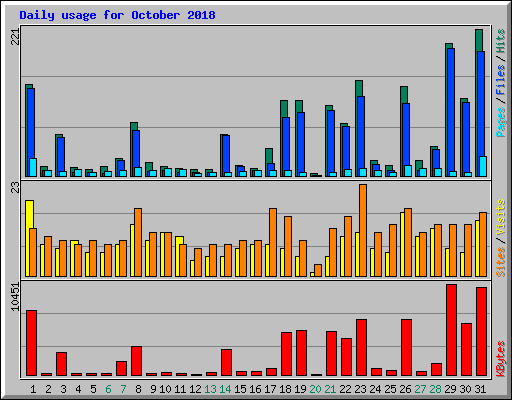 Daily usage for October 2018
221
Pages / Files / Hits
23
Sites / Visits
10451
KBytes
1 2 3 4 5 6 7 8 9 10 11 12 13 14 15 16 17 18 19 20 21 22 23 24 25 26 27 28 29 30 31